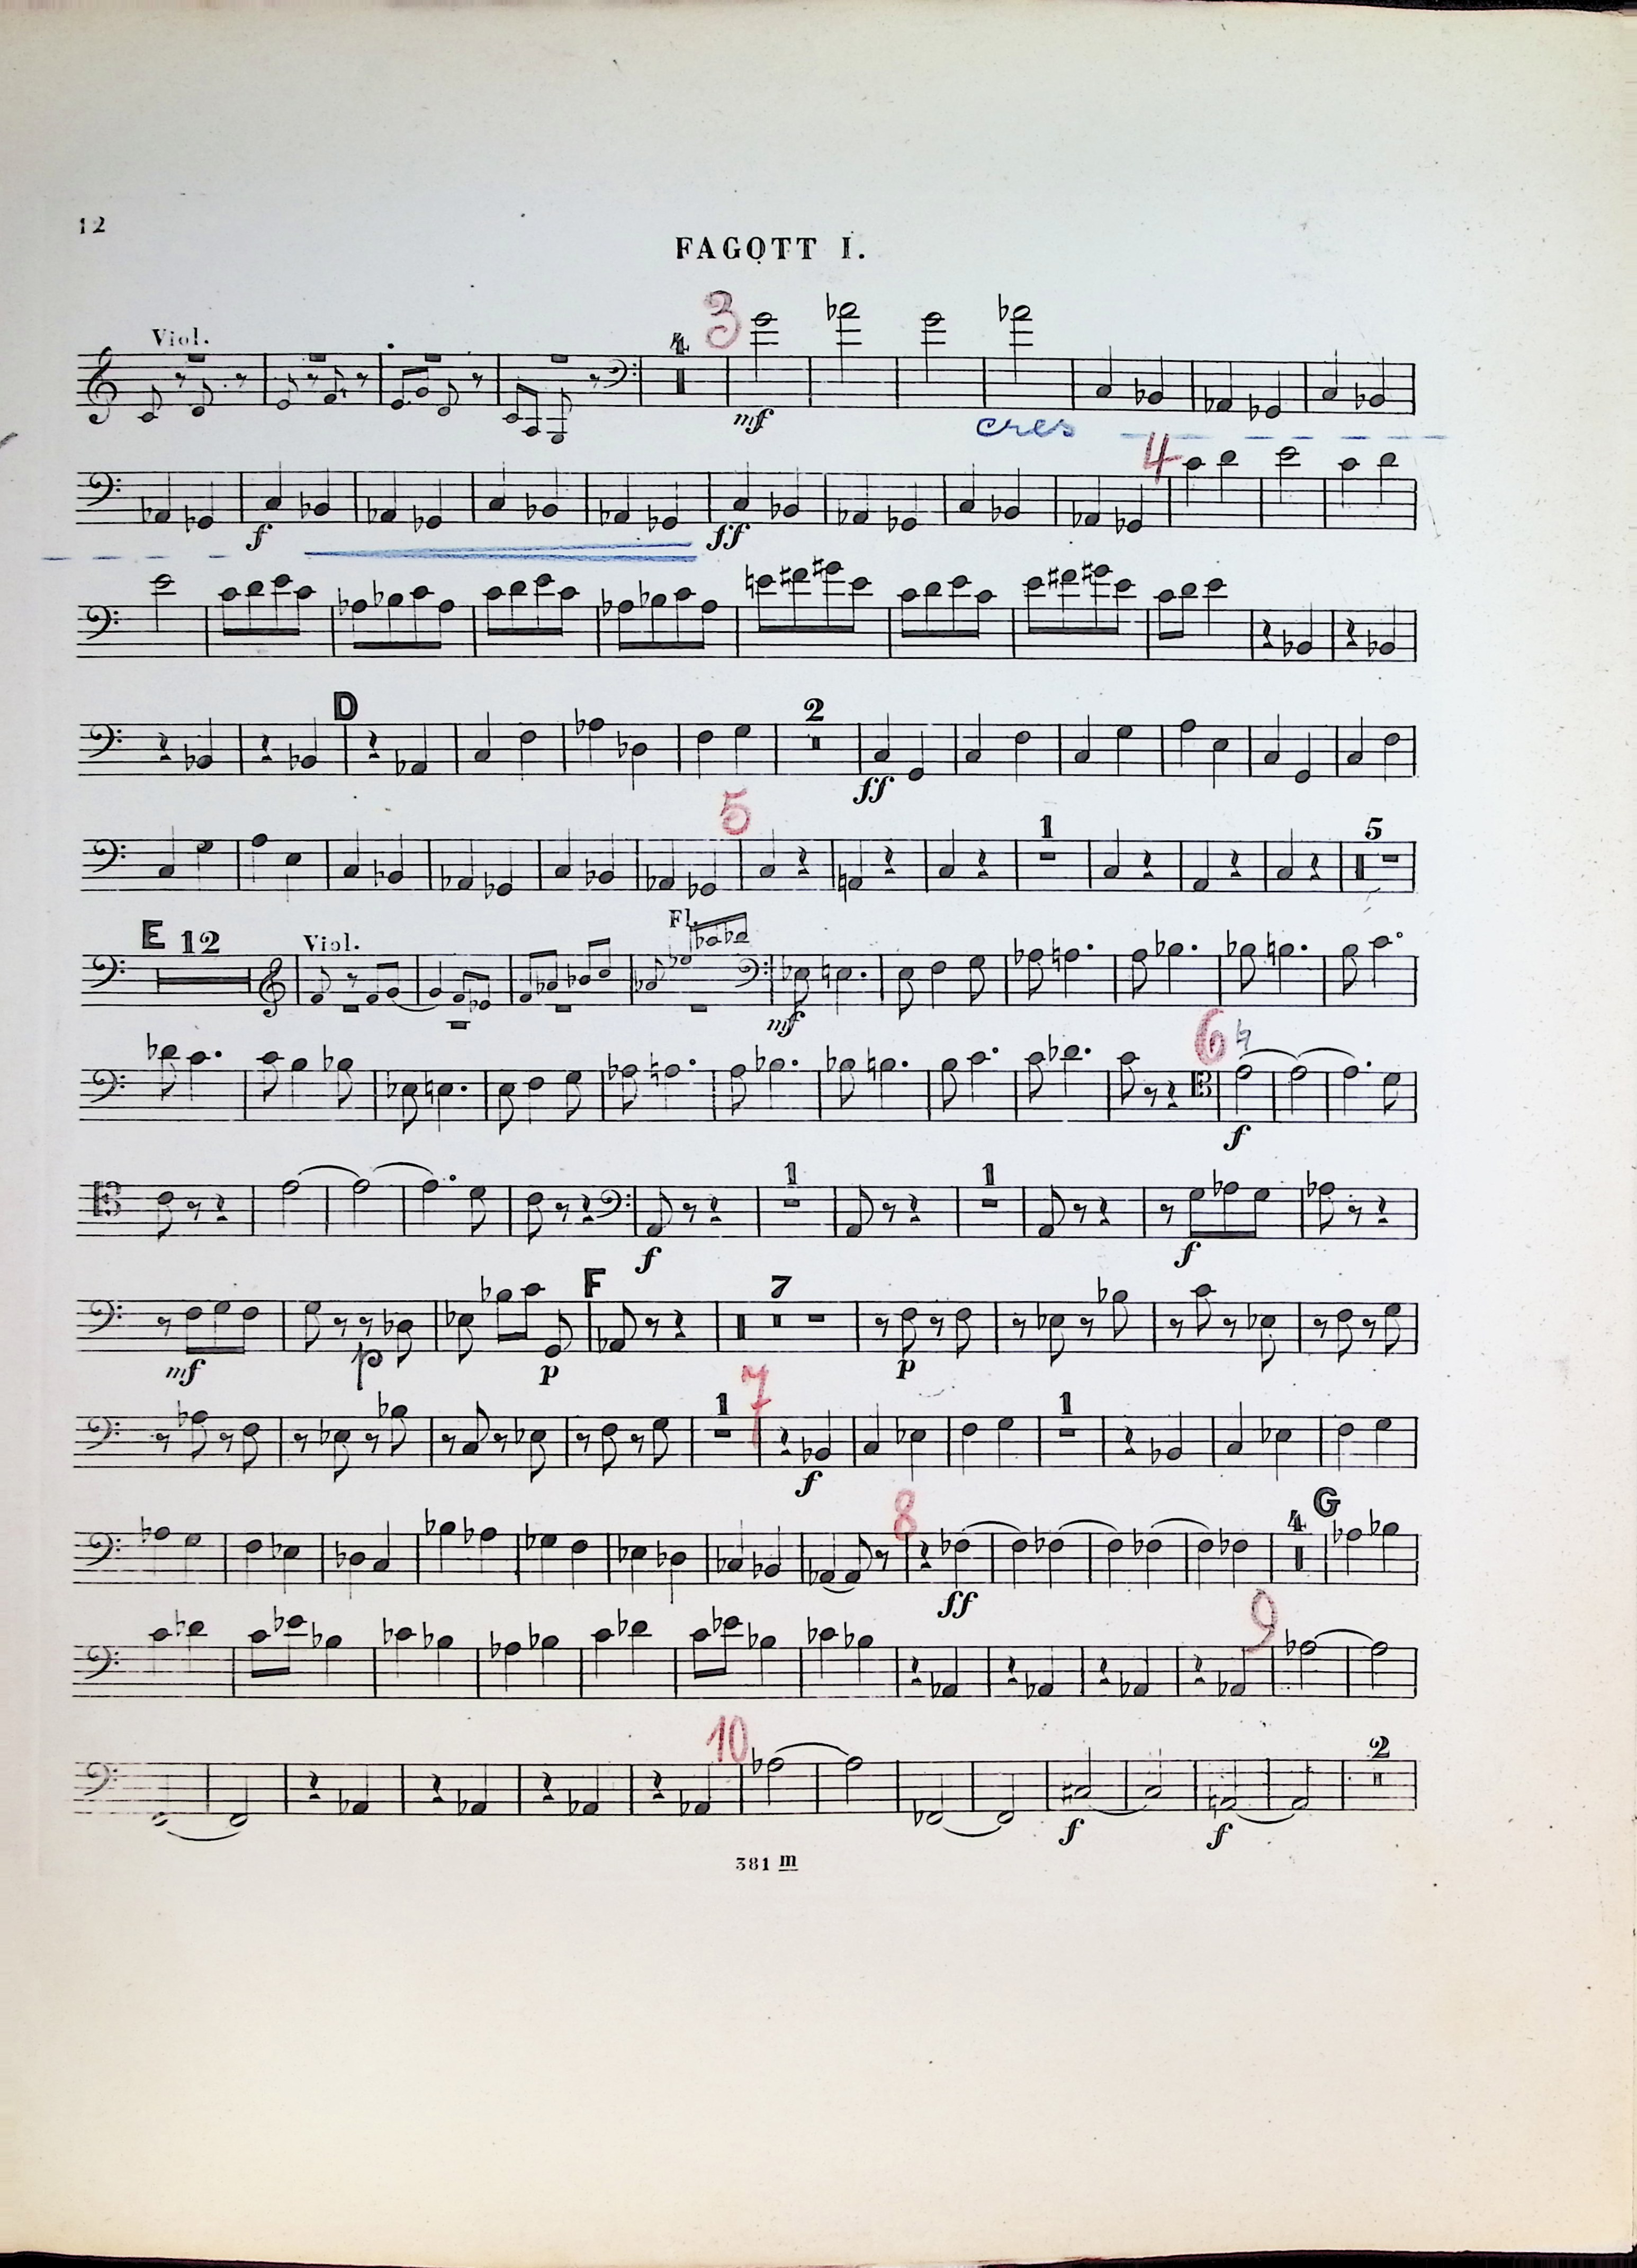 12
FAGOTT I.
Viol.
4 3
mf cres
4
f ff
D 2
ff
5 1 5
E 12 Viol. Fl.
mf
6
f
1 1
f f
F 7
mf p p p
1 7 1
f
8 4 G
ff
9
10 2
f f
381 m